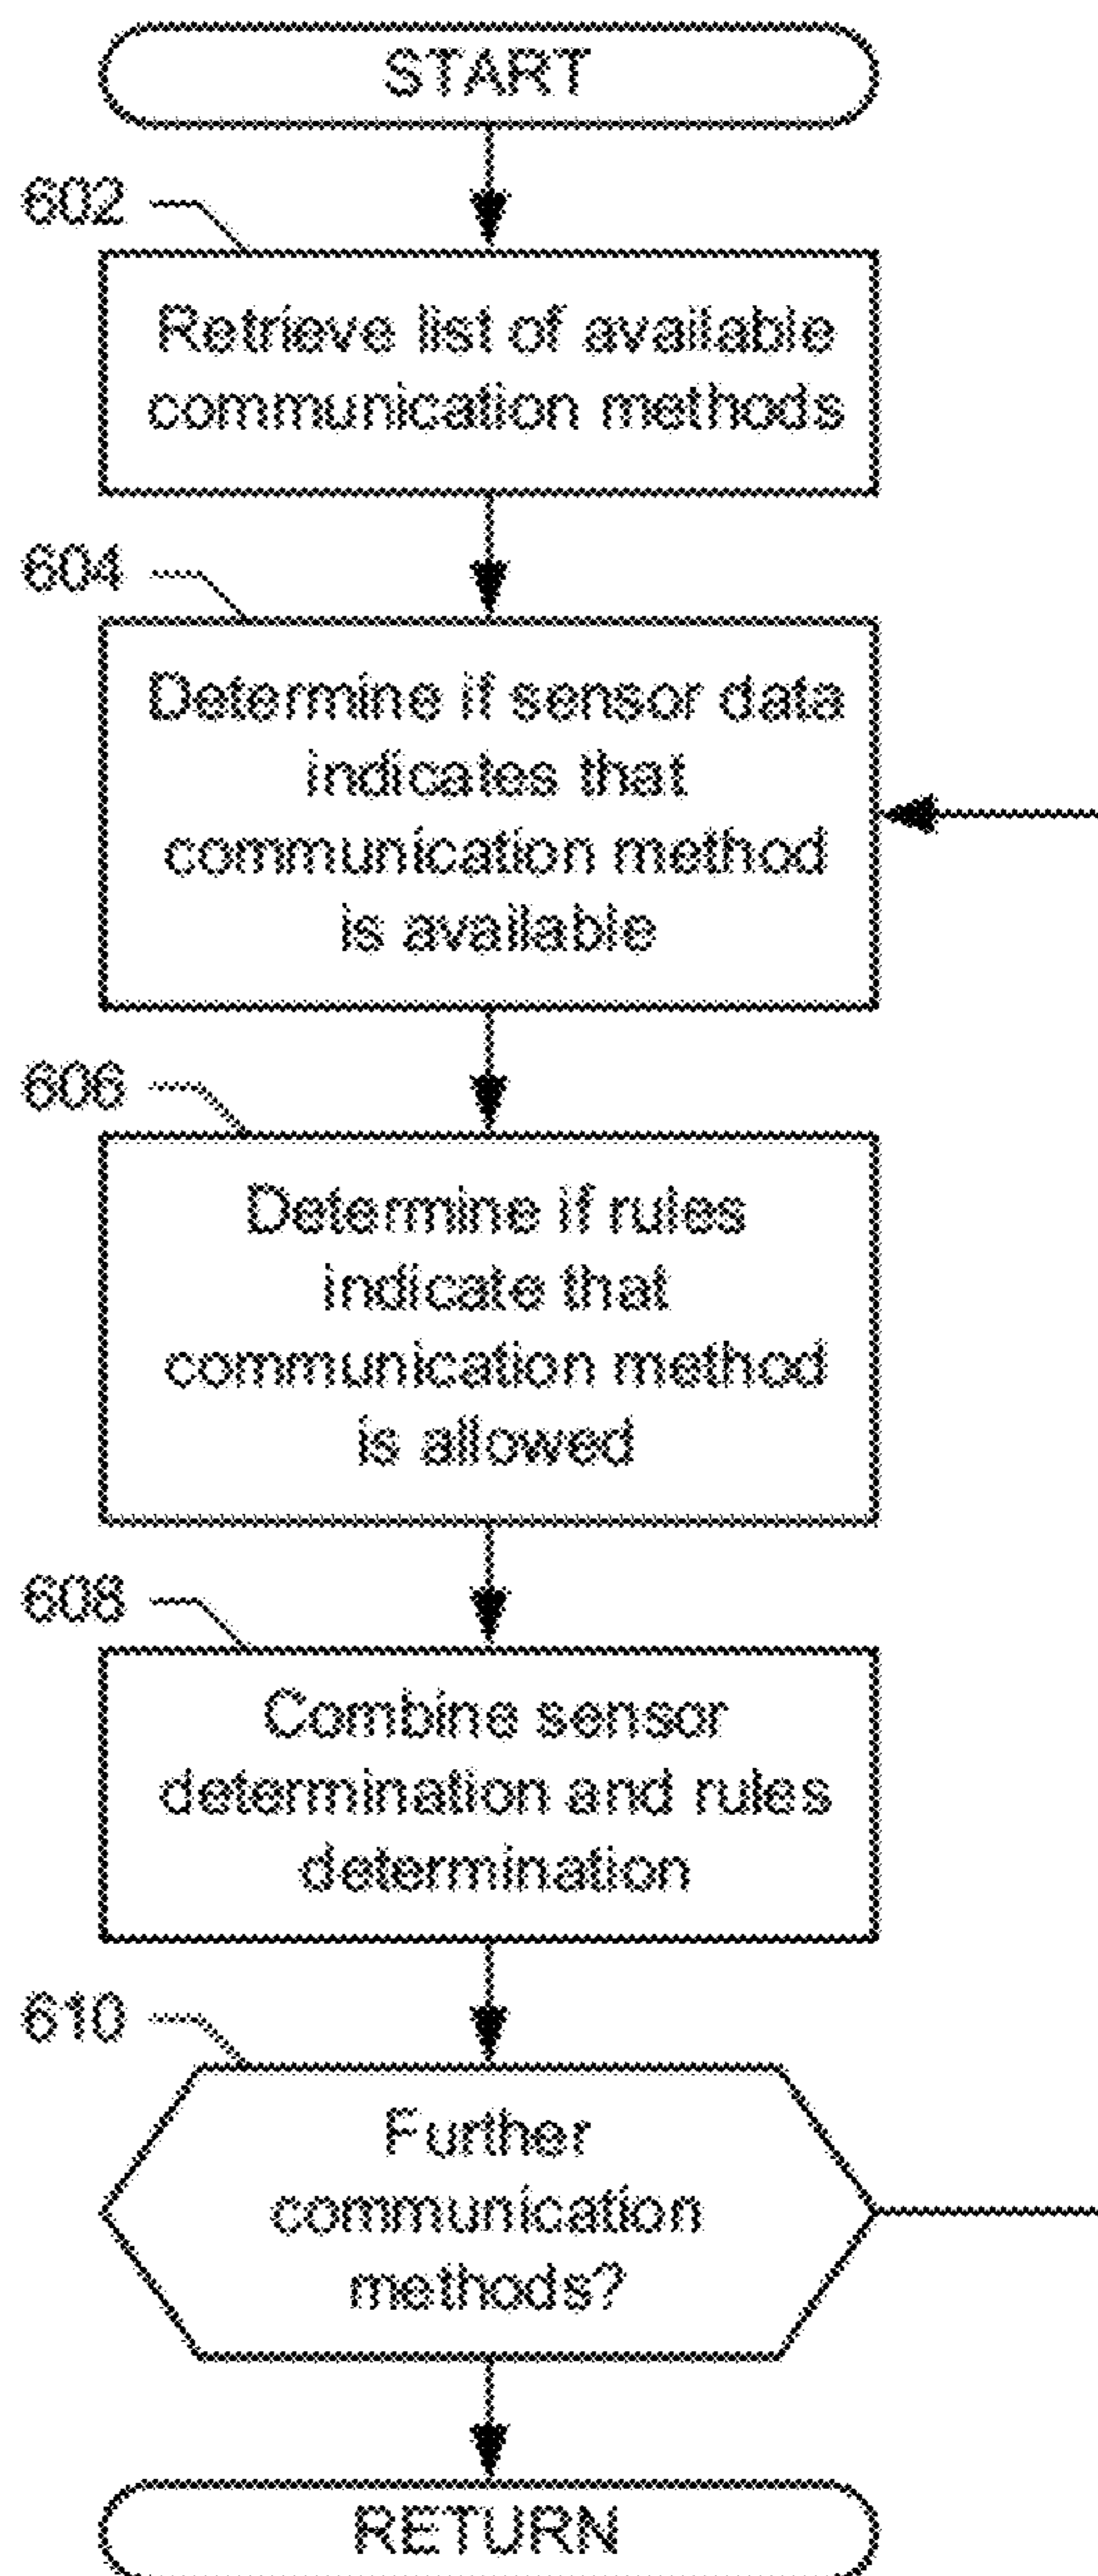 START
602
Retrieve list of available
communication methods
604
Determine if sensor data
indicates that
communication method
is available
606
Determine if rules
indicate that
communication method
is allowed
608
Combine sensor
determination and rules
determination
610
Further
communication
methods?
RETURN